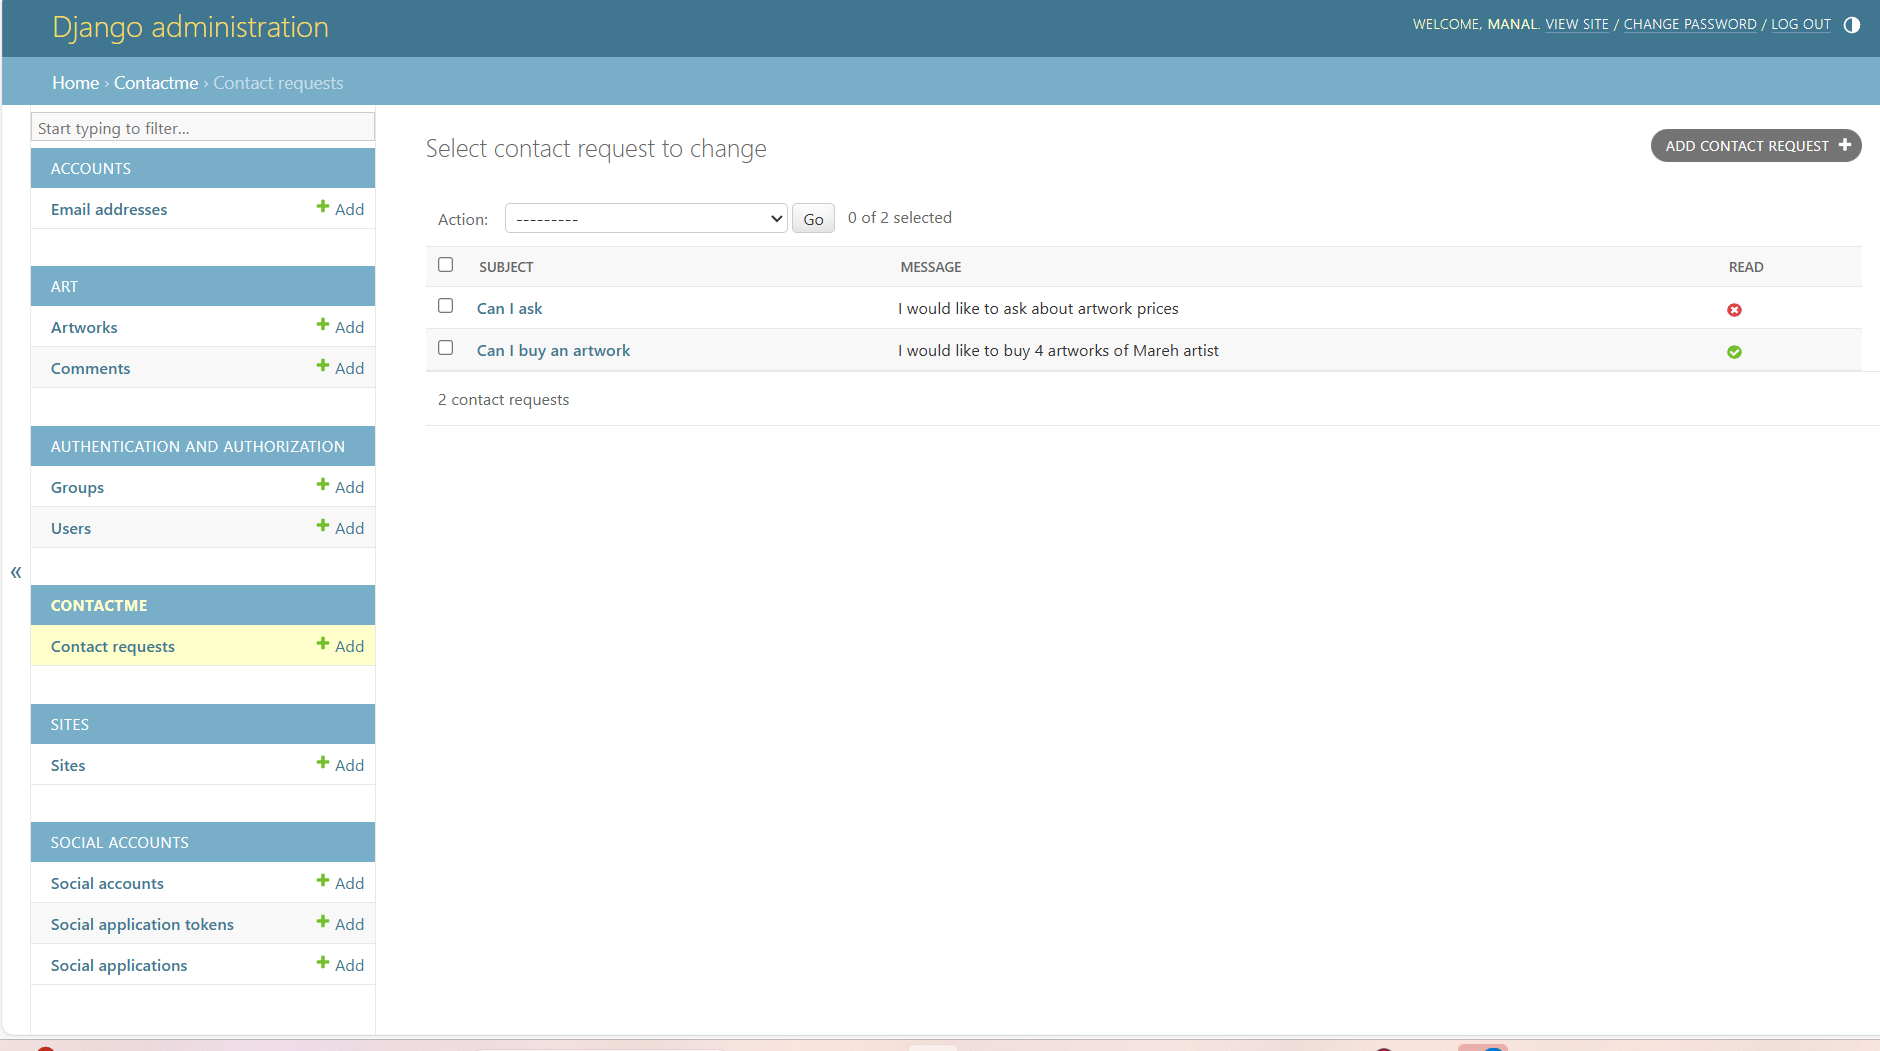 Django administration
WELCOME, MANAL. VIEW SITE / CHANGE PASSWORD / LOG OUT
Home › Contactme › Contact requests
Start typing to filter...
ACCOUNTS
Email addresses Add
ART
Artworks Add
Comments Add
AUTHENTICATION AND AUTHORIZATION
Groups Add
Users Add
«
CONTACTME
Contact requests Add
SITES
Sites Add
SOCIAL ACCOUNTS
Social accounts Add
Social application tokens Add
Social applications Add
Select contact request to change
ADD CONTACT REQUEST
Action: --------- Go 0 of 2 selected
SUBJECT MESSAGE READ
Can I ask I would like to ask about artwork prices
Can I buy an artwork I would like to buy 4 artworks of Mareh artist
2 contact requests